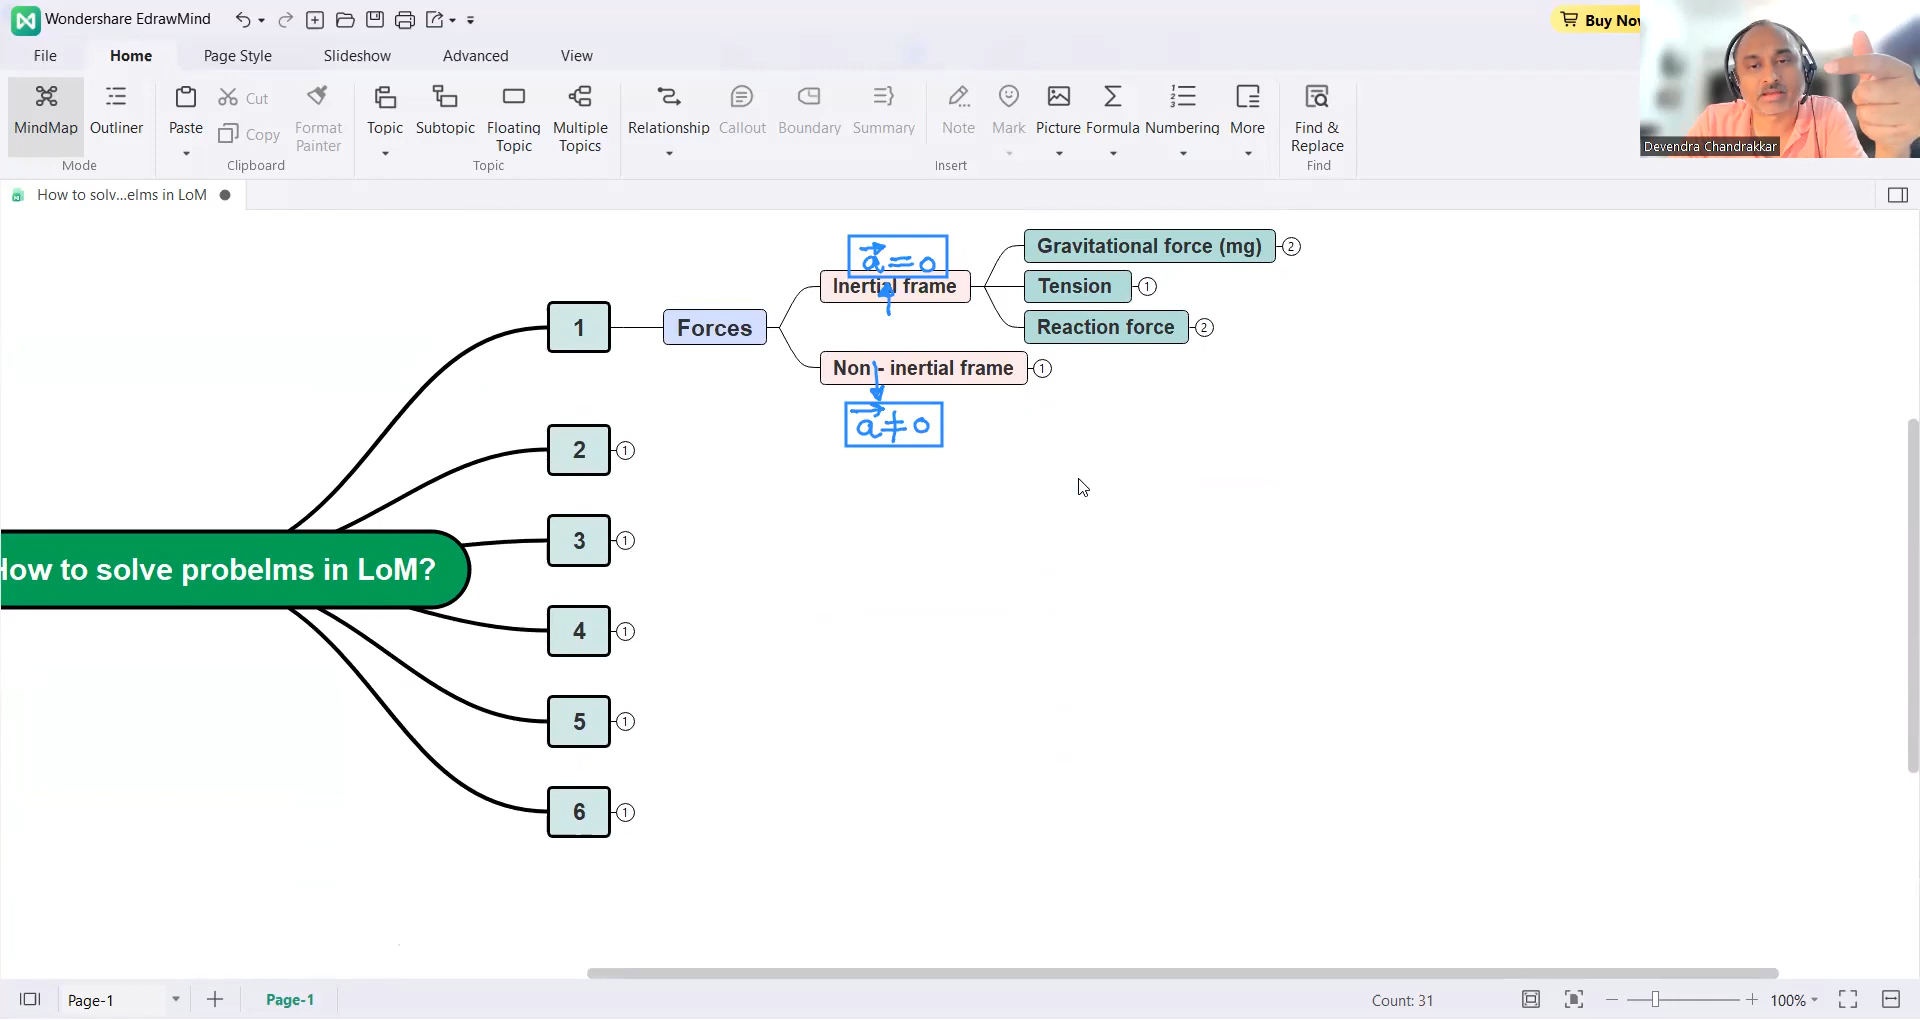 Wondershare EdrawMind
Buy Now
File Home Page Style Slideshow Advanced View
MindMap Outliner Paste Cut Copy Format Painter Topic Subtopic Floating Topic Multiple Topics Relationship Callout Boundary Summary Note Mark Picture Formula Numbering More Find & Replace
Mode Clipboard Topic Insert Find
Devendra Chandrakkar
How to solv...elms in LoM
a = 0
Gravitational force (mg) 2
Inertial frame
Tension 1
1 Forces
Reaction force 2
Non - inertial frame 1
a ≠ 0
2 1
3 1
How to solve probelms in LoM?
4 1
5 1
6 1
Page-1 Page-1 Count: 31 100%